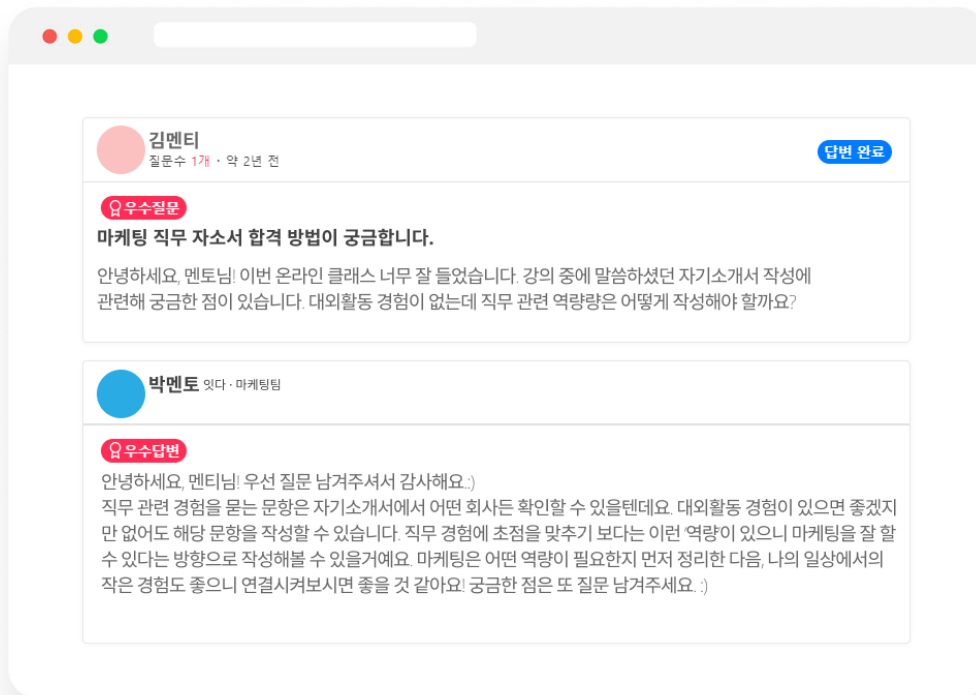 김멘티
질문수 1개 · 약 2년 전
답변 완료
우수질문
마케팅 직무 자소서 합격 방법이 궁금합니다.
안녕하세요, 멘토님! 이번 온라인 클래스 너무 잘 들었습니다. 강의 중에 말씀하셨던 자기소개서 작성에
관련해 궁금한 점이 있습니다. 대외활동 경험이 없는데 직무 관련 역량량은 어떻게 작성해야 할까요?
박멘토 잇다 · 마케팅팀
우수답변
안녕하세요, 멘티님! 우선 질문 남겨주셔서 감사해요.:)
직무 관련 경험을 묻는 문항은 자기소개서에서 어떤 회사든 확인할 수 있을텐데요. 대외활동 경험이 있으면 좋겠지
만 없어도 해당 문항을 작성할 수 있습니다. 직무 경험에 초점을 맞추기 보다는 이런 '역량이 있으니 마케팅을 잘 할
수 있다는 방향으로 작성해볼 수 있을거예요. 마케팅은 어떤 역량이 필요한지 먼저 정리한 다음, 나의 일상에서의
작은 경험도 좋으니 연결시켜보시면 좋을 것 같아요! 궁금한 점은 또 질문 남겨주세요. :)